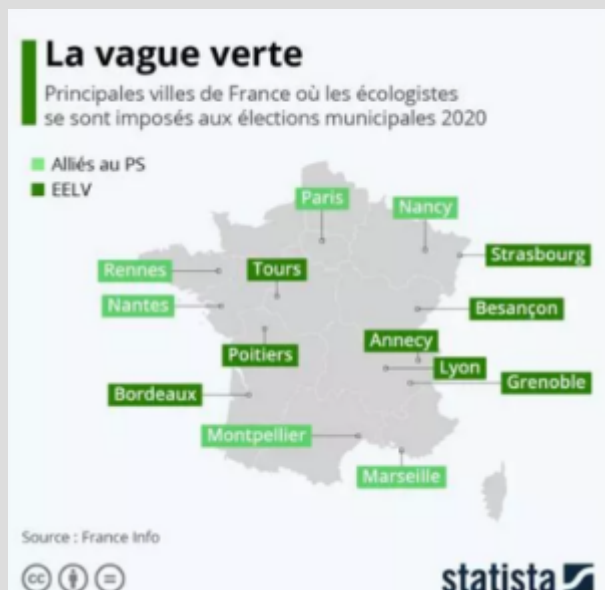 La vague verte
Principales villes de France où les écologistes
se sont imposés aux élections municipales 2020
Alliés au PS
EELV
Paris
Nancy
Strasbourg
Rennes
Tours
Nantes
Besançon
Annecy
Poitiers
Lyon
Grenoble
Bordeaux
Montpellier
Marseille
Source : France Info
cc
statista